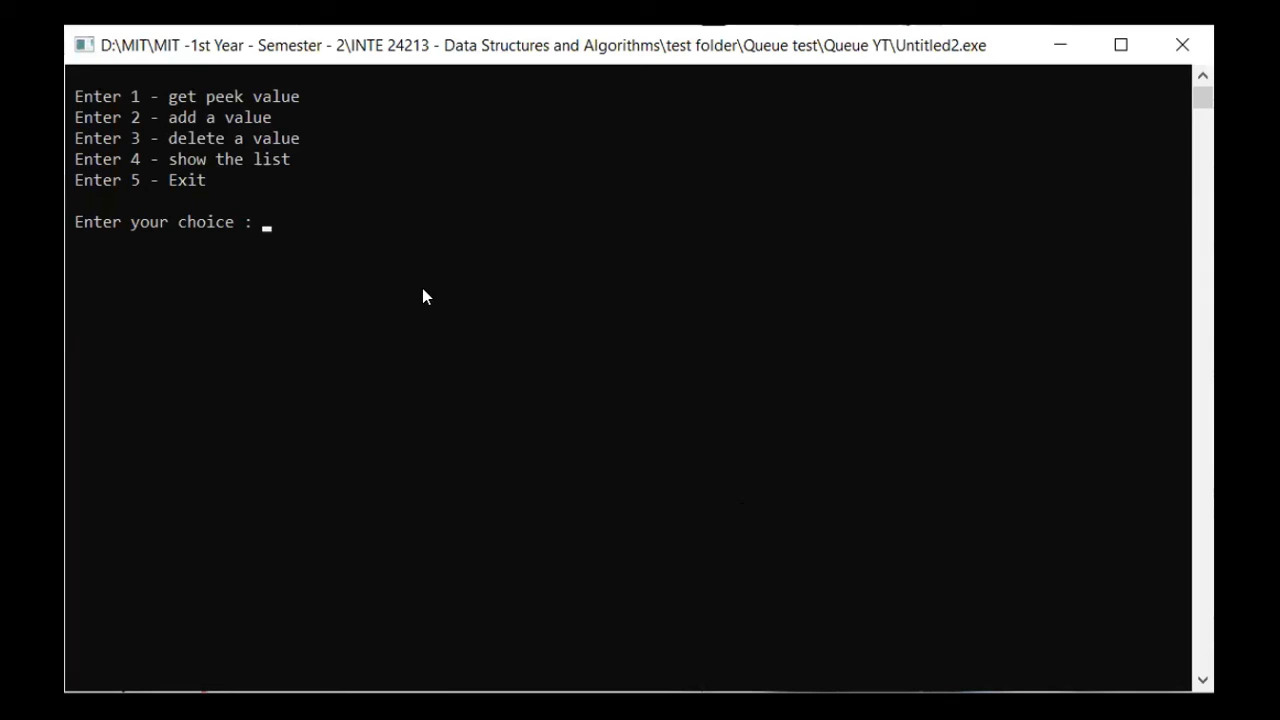 D:\MIT\MIT -1st Year - Semester - 2\INTE 24213 - Data Structures and Algorithms\test folder\Queue test\Queue YT\Untitled2.exe
Enter 1 - get peek value
Enter 2 - add a value
Enter 3 - delete a value
Enter 4 - show the list
Enter 5 - Exit
Enter your choice :